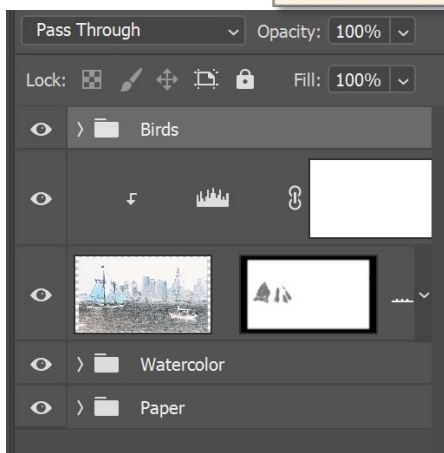 Pass Through Opacity: 100%
Lock: Fill: 100%
Birds
Watercolor
Paper